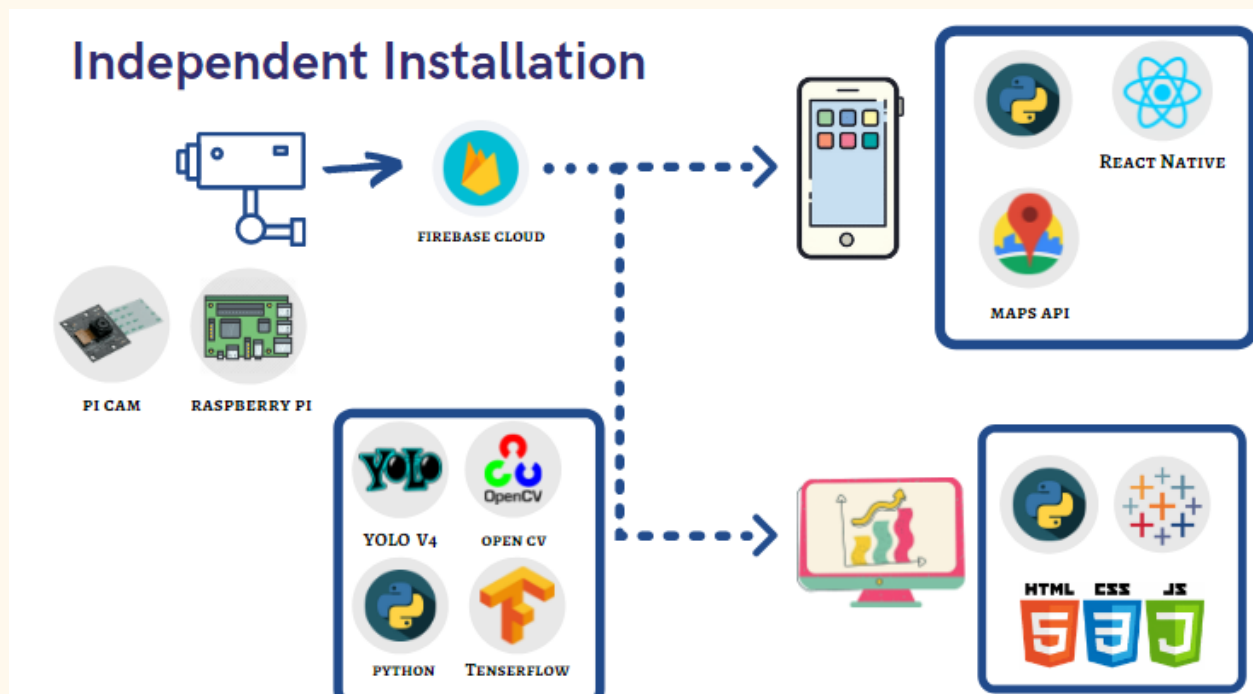 Independent Installation
REACT NATIVE
FIREBASE CLOUD
MAPS API
PI CAM
RASPBERRY PI
YOLO
OpenCV
YOLO V4
OPEN CV
HTML
CSS
JS
PYTHON
TENSERFLOW